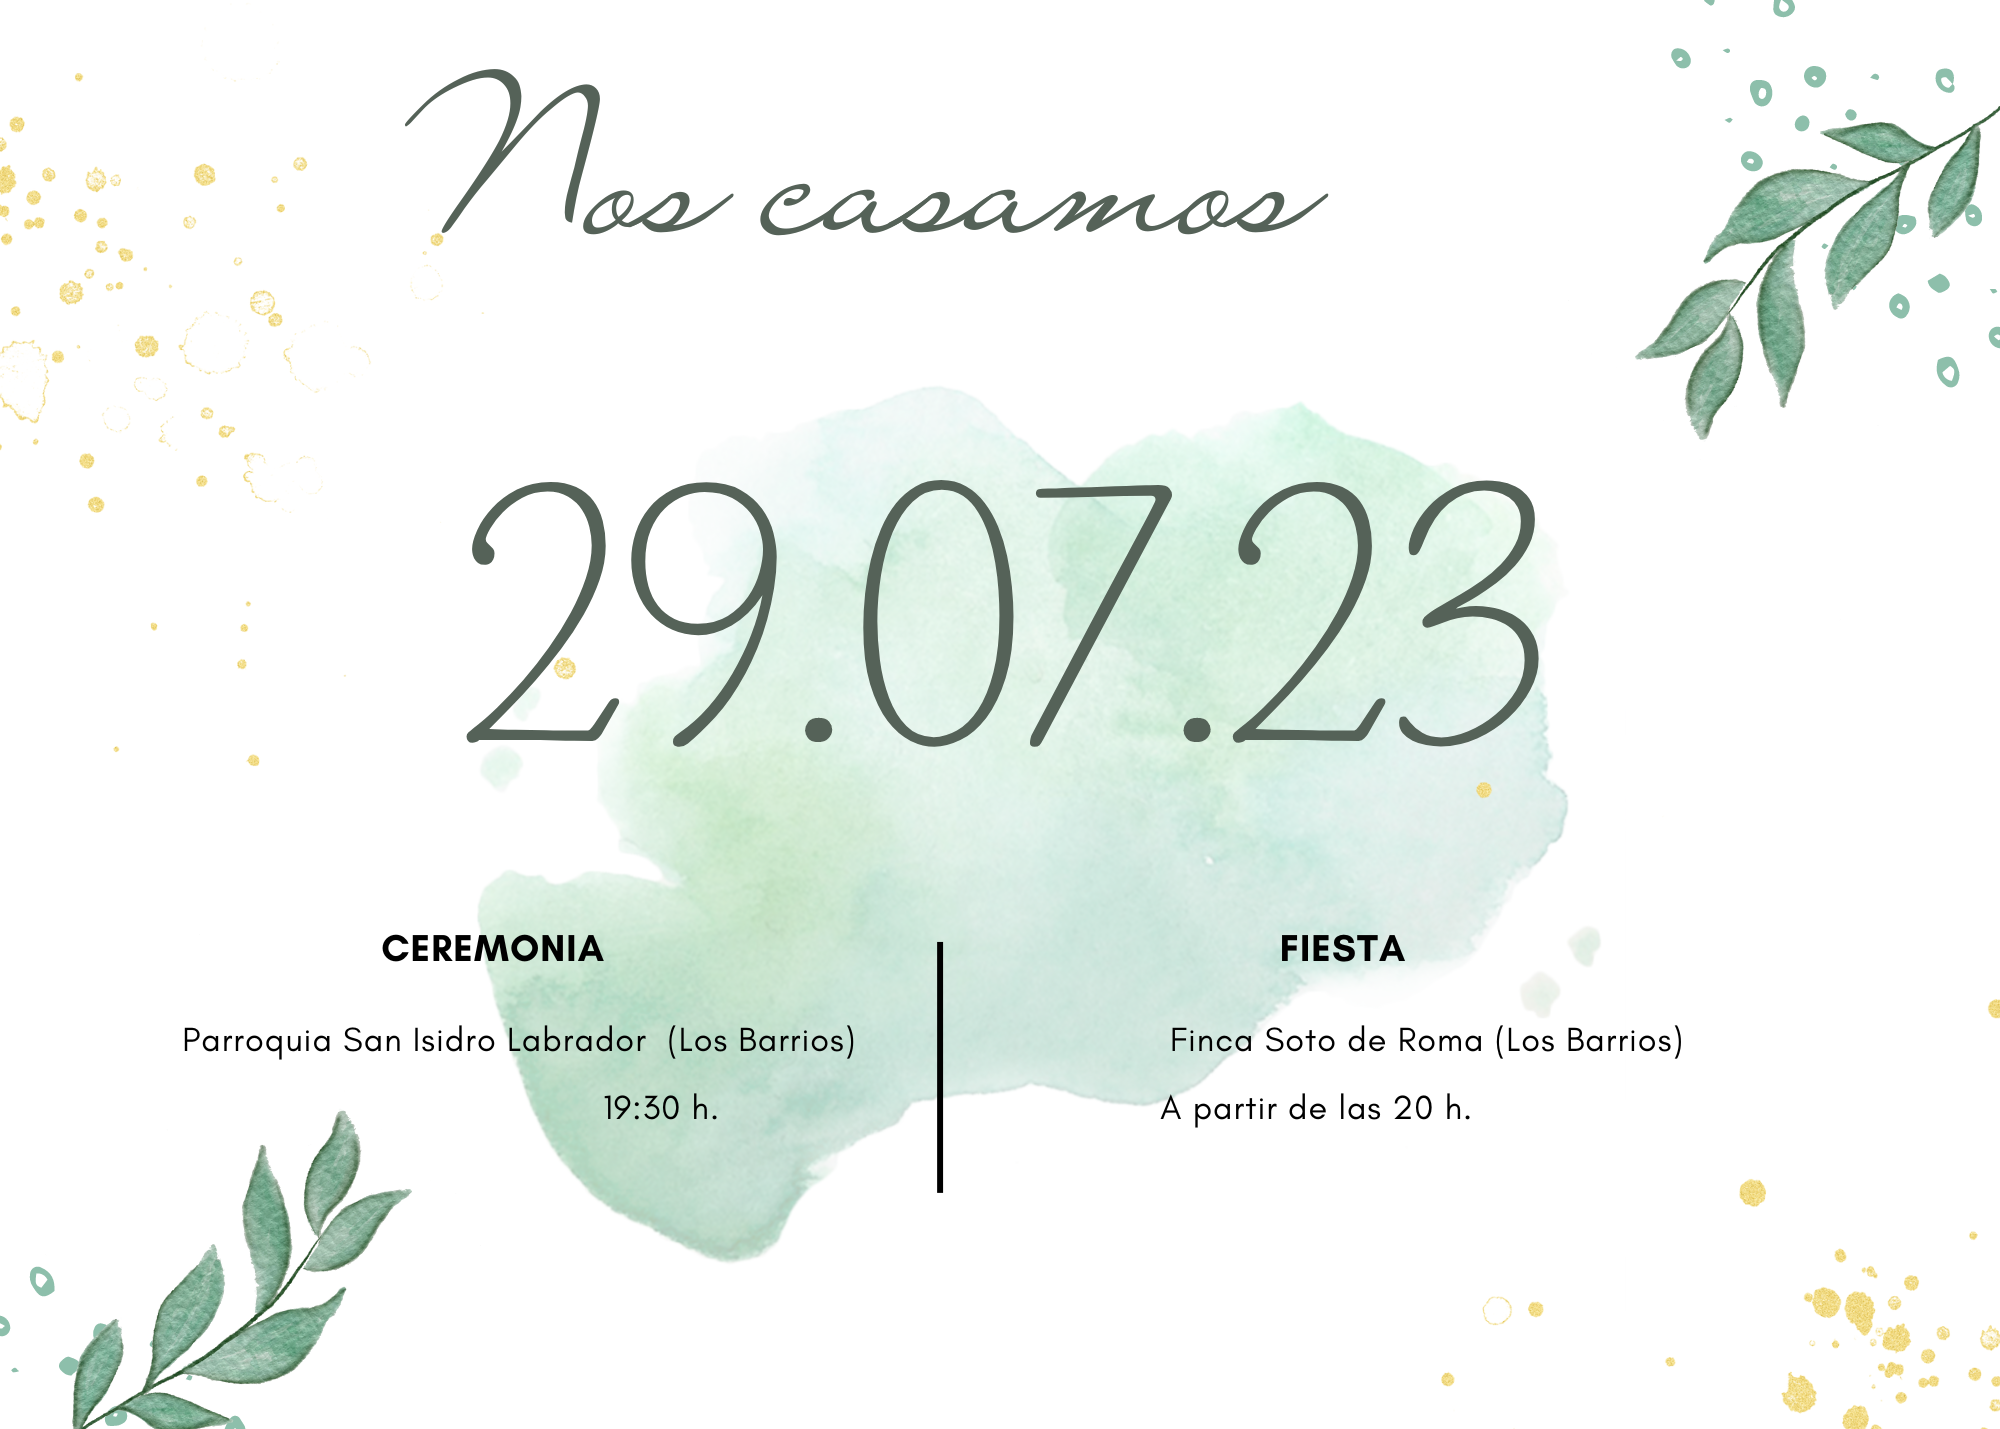 Nos casamos
29.07.23
CEREMONIA
Parroquia San Isidro Labrador (Los Barrios)
19:30 h.
FIESTA
Finca Soto de Roma (Los Barrios)
A partir de las 20 h.